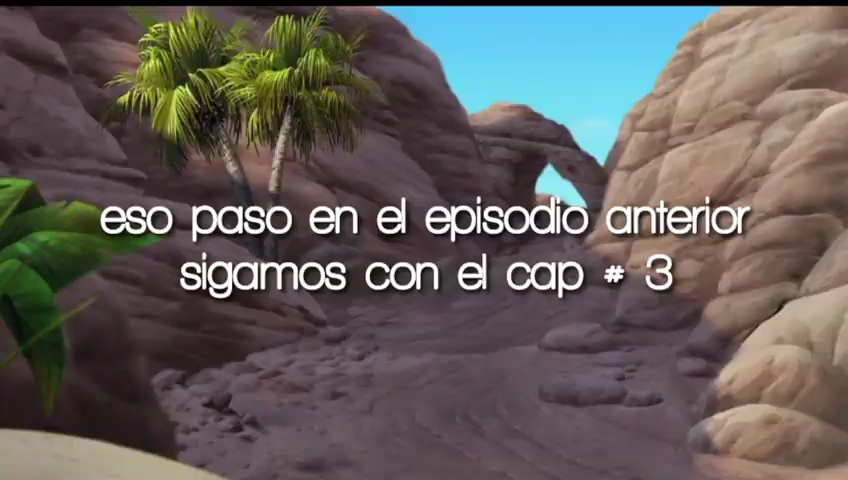 eso paso en el episodio anterior
sigamos con el cap # 3